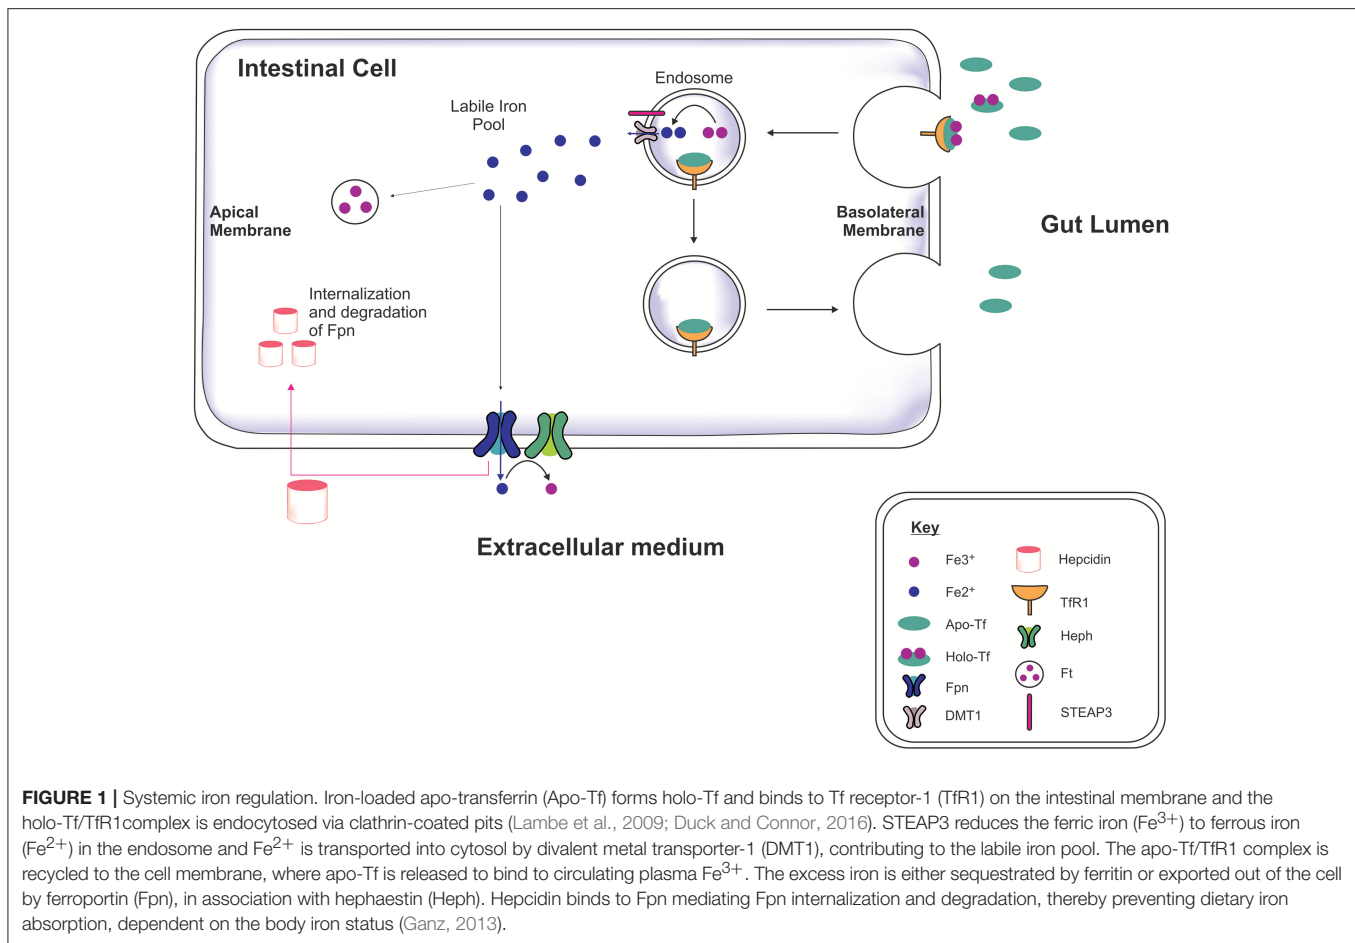 Intestinal Cell
Endosome
Labile Iron
Pool
Apical
Membrane
Basolateral
Membrane
Gut Lumen
Internalization
and degradation
of Fpn
Extracellular medium
Key
Fe3+
Fe2+
Apo-Tf
Holo-Tf
Fpn
DMT1
Hepcidin
TfR1
Heph
Ft
STEAP3
FIGURE 1 | Systemic iron regulation. Iron-loaded apo-transferrin (Apo-Tf) forms holo-Tf and binds to Tf receptor-1 (TfR1) on the intestinal membrane and the
holo-Tf/TfR1complex is endocytosed via clathrin-coated pits (Lambe et al., 2009; Duck and Connor, 2016). STEAP3 reduces the ferric iron (Fe3+) to ferrous iron
(Fe2+) in the endosome and Fe2+ is transported into cytosol by divalent metal transporter-1 (DMT1), contributing to the labile iron pool. The apo-Tf/TfR1 complex is
recycled to the cell membrane, where apo-Tf is released to bind to circulating plasma Fe3+. The excess iron is either sequestrated by ferritin or exported out of the cell
by ferroportin (Fpn), in association with hephaestin (Heph). Hepcidin binds to Fpn mediating Fpn internalization and degradation, thereby preventing dietary iron
absorption, dependent on the body iron status (Ganz, 2013).